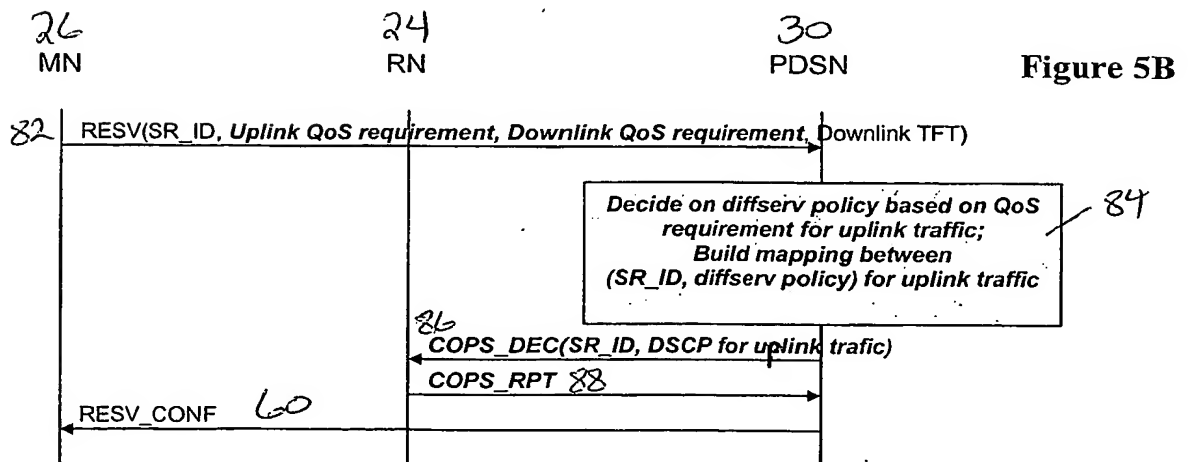 26 24 30
MN RN PDSN Figure 5B
82 RESV(SR_ID, Uplink QoS requirement, Downlink QoS requirement, Downlink TFT)
Decide on diffserv policy based on QoS 84
requirement for uplink traffic;
Build mapping between
(SR_ID, diffserv policy) for uplink traffic
86
COPS_DEC(SR_ID, DSCP for uplink trafic)
COPS_RPT 88
RESV_CONF 60